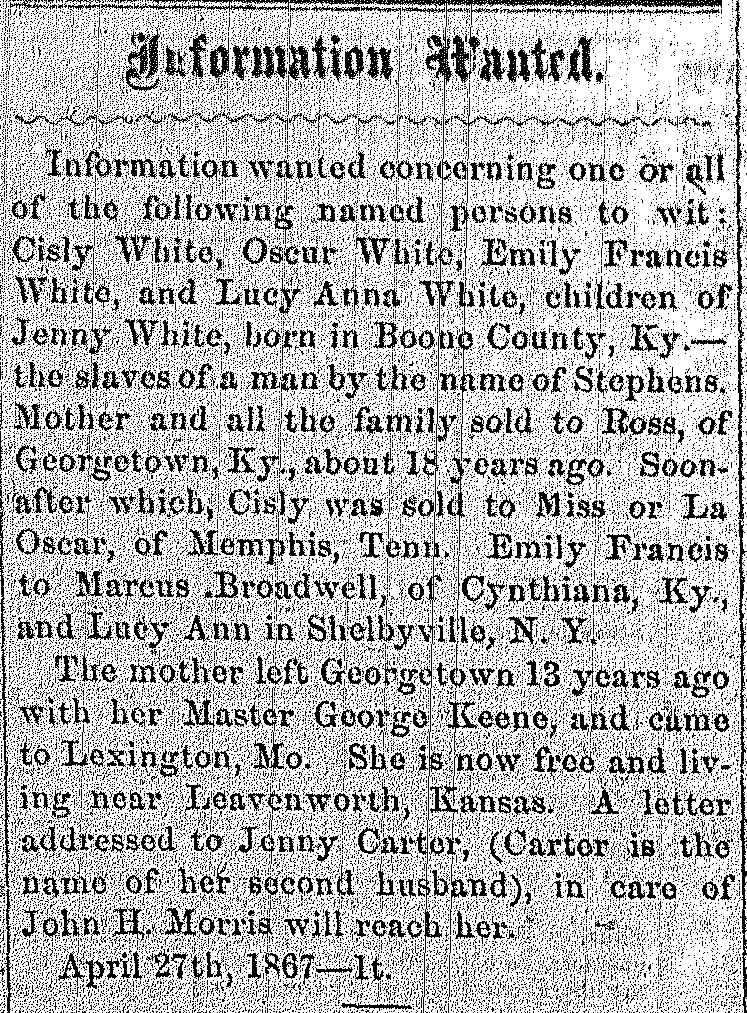 Information Wanted.
Information wanted concerning one or all
of the following named persons to wit:
Cisly White, Oscur White, Emily Francis
White, and Lucy Anna White, children of
Jenny White, born in Boone County, Ky.—
the slaves of a man by the name of Stephens.
Mother and all the family sold to Ross, of
Georgetown, Ky., about 18 years ago. Soon-
after which, Cisly was sold to Miss or La
Oscar, of Memphis, Tenn. Emily Francis
to Marcus Broadwell, of Cynthiana, Ky.,
and Lucy Ann in Shelbyville, N. Y.
The mother left Georgetown 13 years ago
with her Master George Keene, and came
to Lexington, Mo. She is now free and liv-
ing near Leavenworth, Kansas. A letter
addressed to Jenny Carter, (Carter is the
name of her second husband), in care of
John H. Morris will reach her.
April 27th, 1867—1t.